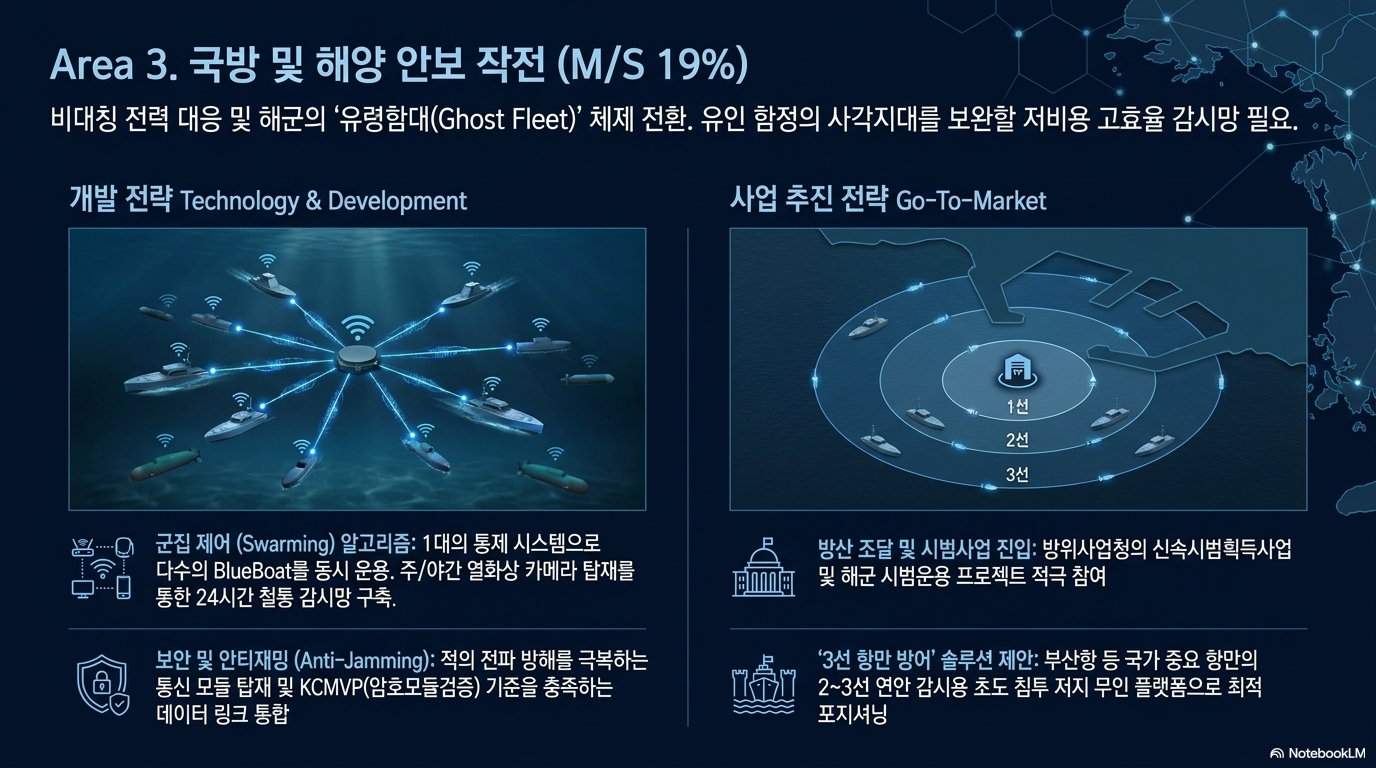 Area 3. 국방 및 해양 안보 작전 (M/S 19%)
비대칭 전력 대응 및 해군의 ‘유령함대(Ghost Fleet)’ 체제 전환. 유인 함정의 사각지대를 보완할 저비용 고효율 감시망 필요.
개발 전략 Technology & Development
군집 제어 (Swarming) 알고리즘: 1대의 통제 시스템으로
다수의 BlueBoat를 동시 운용. 주/야간 열화상 카메라 탑재를
통한 24시간 철통 감시망 구축.
보안 및 안티재밍 (Anti-Jamming): 적의 전파 방해를 극복하는
통신 모듈 탑재 및 KCMVP(암호모듈검증) 기준을 충족하는
데이터 링크 통합
사업 추진 전략 Go-To-Market
1선
2선
3선
방산 조달 및 시범사업 진입: 방위사업청의 신속시범획득사업
및 해군 시범운용 프로젝트 적극 참여
‘3선 항만 방어’ 솔루션 제안: 부산항 등 국가 중요 항만의
2~3선 연안 감시용 초도 침투 저지 무인 플랫폼으로 최적
포지셔닝
NotebookLM